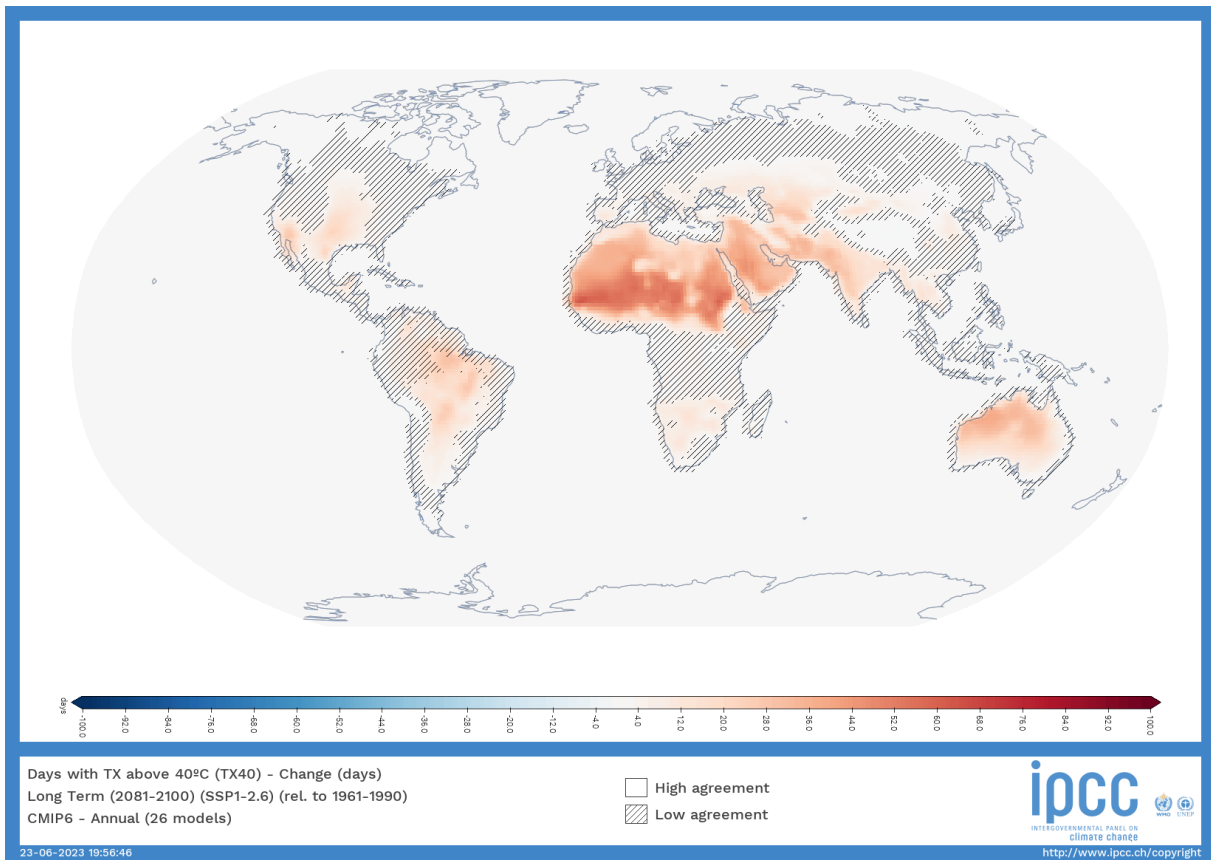 days
-100.0 -92.0 -84.0 -76.0 -68.0 -60.0 -52.0 -44.0 -36.0 -28.0 -20.0 -12.0 -4.0 4.0 12.0 20.0 28.0 36.0 44.0 52.0 60.0 68.0 76.0 84.0 92.0 100.0
Days with TX above 40ºC (TX40) - Change (days)
Long Term (2081-2100) (SSP1-2.6) (rel. to 1961-1990)
CMIP6 - Annual (26 models)
High agreement
Low agreement
ipcc
INTERGOVERNMENTAL PANEL ON
climate change
WMO
UNEP
23-06-2023 19:56:46
http://www.ipcc.ch/copyright